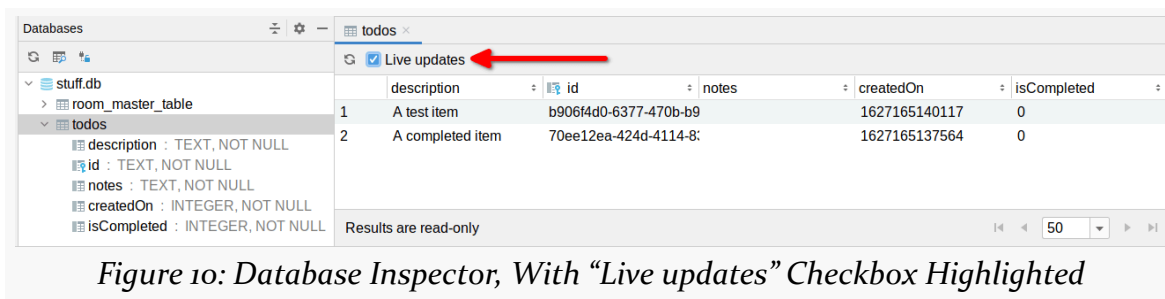 Databases
todos
Live updates
stuff.db
room_master_table
todos
description : TEXT, NOT NULL
id : TEXT, NOT NULL
notes : TEXT, NOT NULL
createdOn : INTEGER, NOT NULL
isCompleted : INTEGER, NOT NULL
description id notes createdOn isCompleted
1 A test item b906f4d0-6377-470b-b9 1627165140117 0
2 A completed item 70ee12ea-424d-4114-8 1627165137564 0
Results are read-only
50
Figure 10: Database Inspector, With “Live updates” Checkbox Highlighted